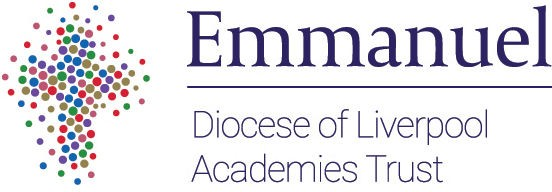 Emmanuel
Diocese of Liverpool
Academies Trust